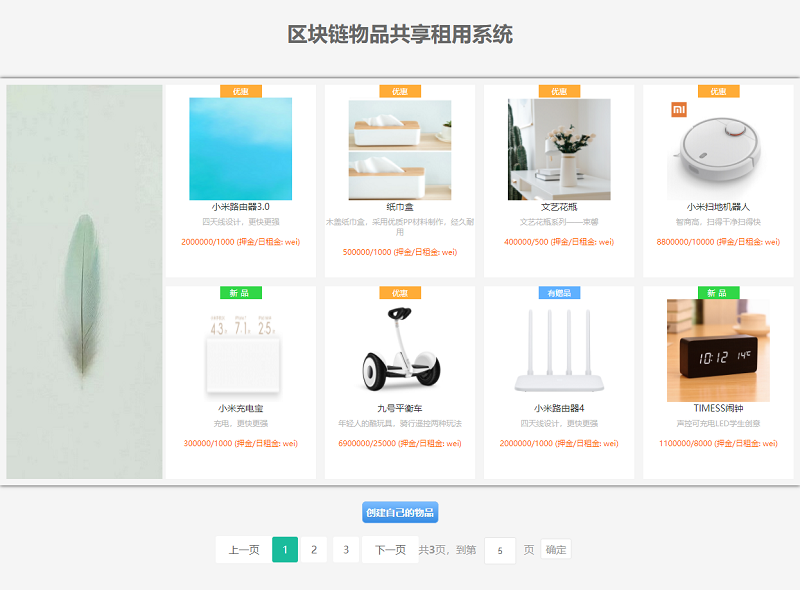 区块链物品共享租用系统
优惠
小米路由器3.0
四天线设计，更快更强
2000000/1000 (押金/日租金: wei)
优惠
纸巾盒
木盖纸巾盒，采用优质PP材料制作，经久耐
用
500000/1000 (押金/日租金: wei)
优惠
文艺花瓶
文艺花瓶系列——束馨
400000/500 (押金/日租金: wei)
优惠
mi
小米扫地机器人
智商高，扫得干净扫得快
8800000/10000 (押金/日租金: wei)
新 品
4.3 7.1 2.5
小米充电宝
充电，更快更强
300000/1000 (押金/日租金: wei)
优惠
九号平衡车
年轻人的酷玩具，骑行遥控两种玩法
6900000/25000 (押金/日租金: wei)
有赠品
小米路由器4
四天线设计，更快更强
2000000/1000 (押金/日租金: wei)
新 品
10:12 14℃
TIMESS闹钟
声控可充电LED学生创意
1100000/8000 (押金/日租金: wei)
创建自己的物品
上一页 1 2 3 下一页 共3页，到第 5 页 确定